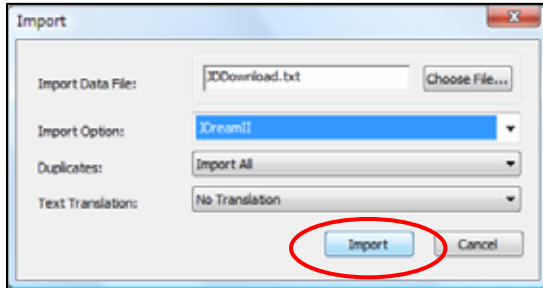 Import
Import Data File: JDDownload.txt Choose File...
Import Option: JDreamII
Duplicates: Import All
Text Translation: No Translation
Import Cancel